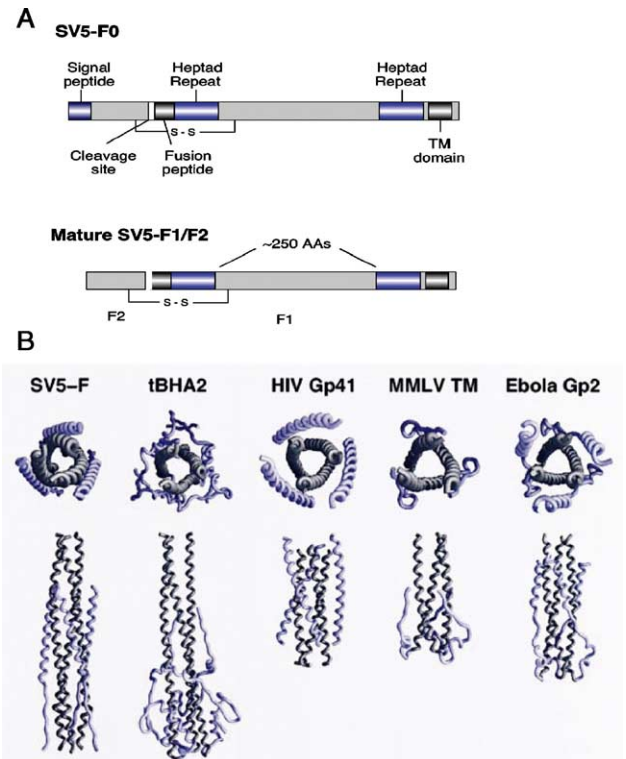 A
SV5-F0
Signal
peptide
Heptad
Repeat
Heptad
Repeat
S - S
Cleavage
site
Fusion
peptide
TM
domain
Mature SV5-F1/F2
~250 AAs
S - S
F2
F1
B
SV5-F
tBHA2
HIV Gp41
MMLV TM
Ebola Gp2